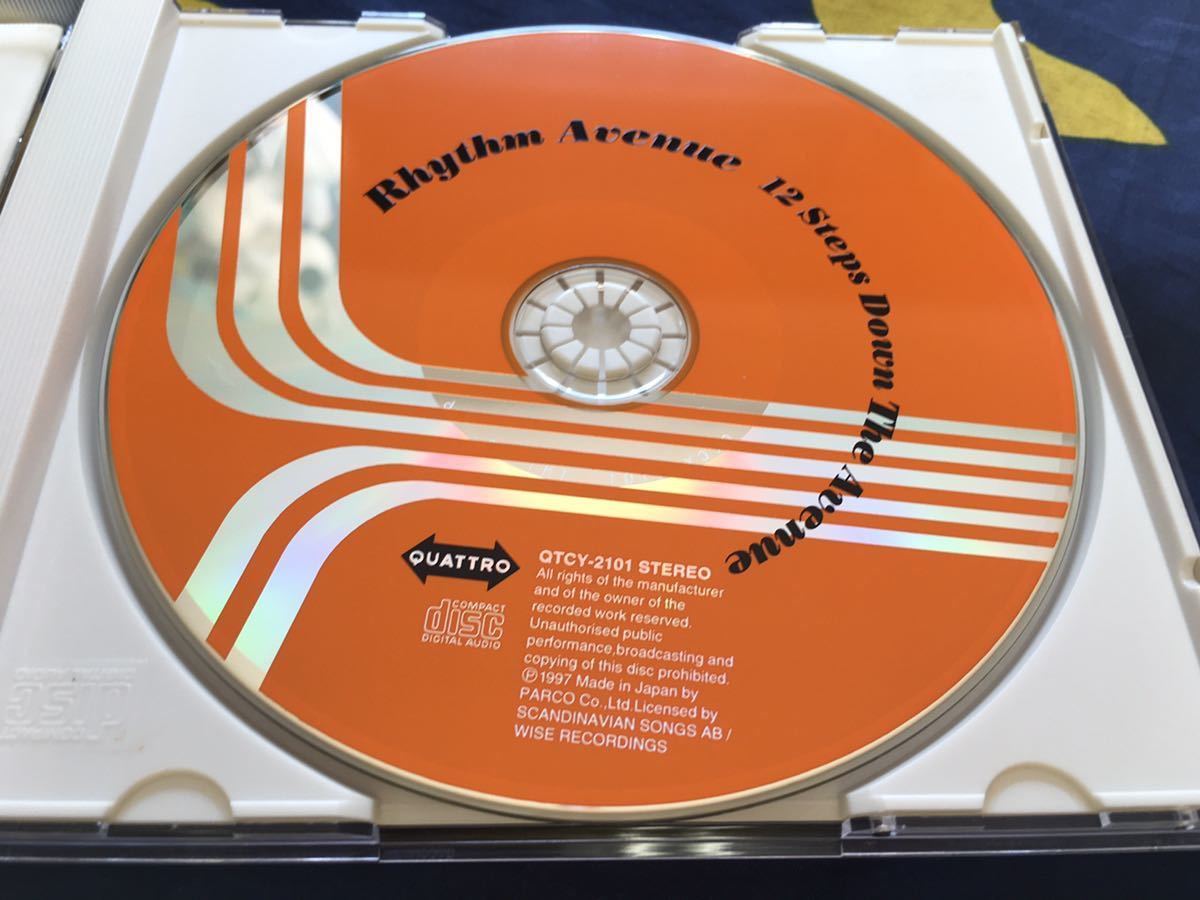 Rhythm Avenue 12 Steps Down The Avenue
QUATTRO
COMPACT
disc
DIGITAL AUDIO
QTCY-2101 STEREO
All rights of the manufacturer
and of the owner of the
recorded work reserved.
Unauthorised public
performance,broadcasting and
copying of this disc prohibited.
Ⓟ1997 Made in Japan by
PARCO Co.,Ltd.Licensed by
SCANDINAVIAN SONGS AB /
WISE RECORDINGS